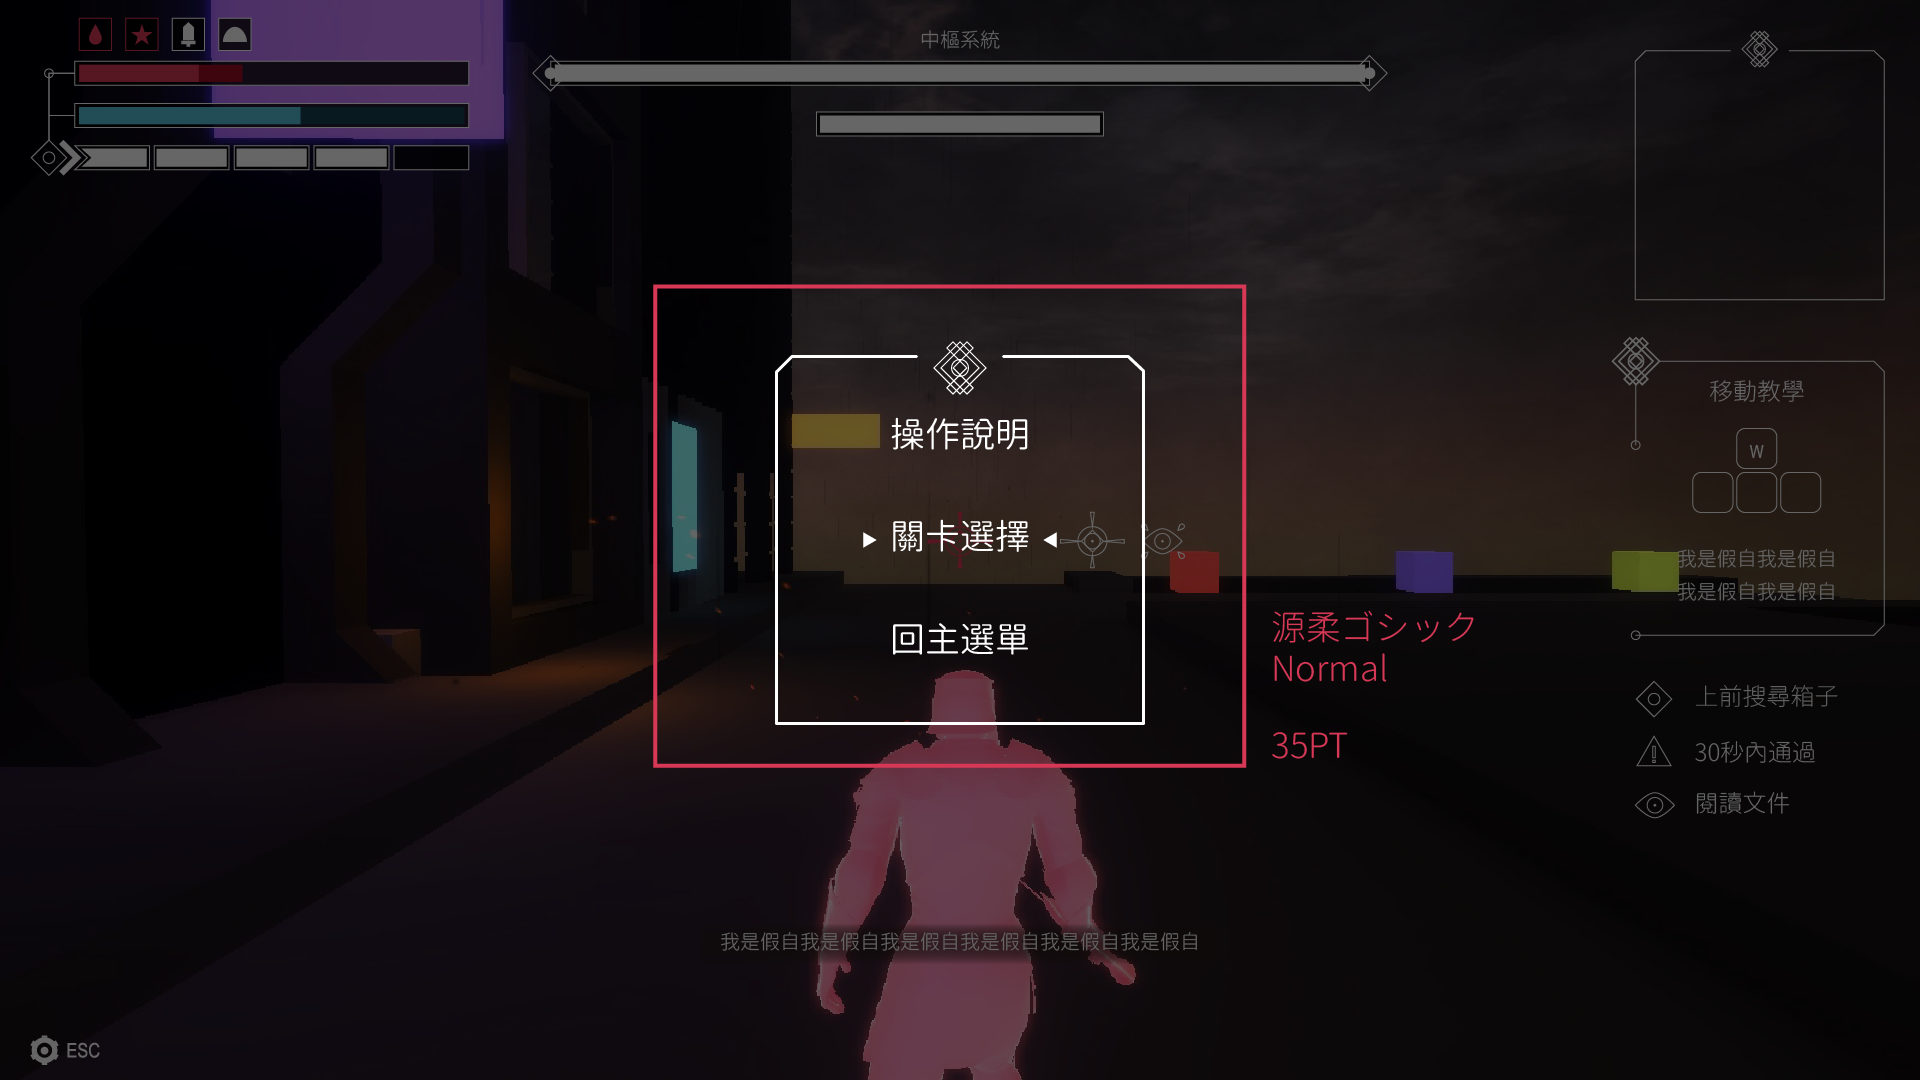 中樞系統
操作說明
關卡選擇
回主選單
源柔ゴシック
Normal
35PT
移動教學
W
我是假自我是假自
我是假自我是假自
上前搜尋箱子
30秒內通過
閱讀文件
我是假自我是假自我是假自我是假自我是假自我是假自
ESC